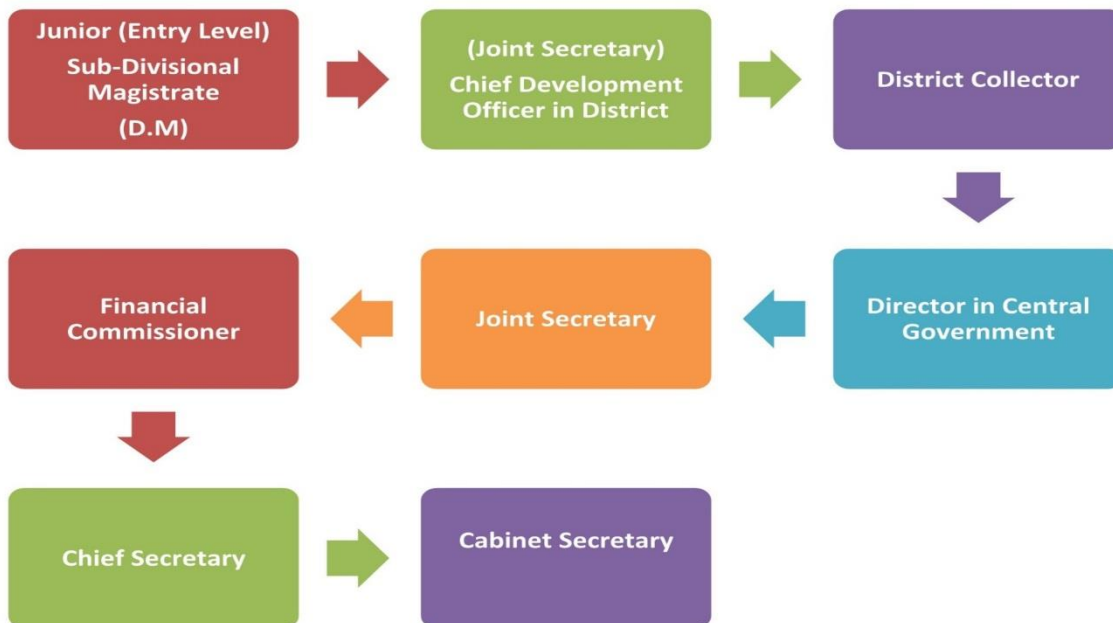 Junior (Entry Level)
Sub-Divisional
Magistrate
(D.M)
(Joint Secretary)
Chief Development
Officer in District
District Collector
Director in Central
Government
Joint Secretary
Financial
Commissioner
Chief Secretary
Cabinet Secretary